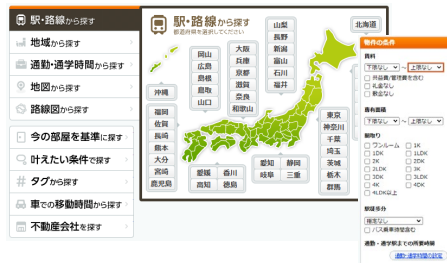 駅・路線から探す
地域から探す
通勤・通学時間から探す
地図から探す
路線図から探す
今の部屋を基準に探す
叶えたい条件で探す
タグから探す
車での移動時間から探す
不動産会社を探す
駅・路線から探す
都道府県を選択してください
北海道
山梨
長野
新潟
富山
石川
福井
大阪
兵庫
京都
滋賀
奈良
和歌山
岡山
広島
鳥取
島根
山口
沖縄
福岡
佐賀
長崎
熊本
大分
宮崎
鹿児島
愛媛 香川
高知 徳島
愛知 静岡
岐阜 三重
東京
神奈川
千葉
埼玉
茨城
栃木
群馬
物件の条件
賃料
下限なし ~ 上限なし
共益費/管理費を含む
礼金なし
敷金なし
専有面積
下限なし ~ 上限なし
間取り
ワンルーム 1K
1DK 1LDK
2K 2DK
2LDK 3K
3DK 3LDK
4K 4DK
4LDK以上
駅徒歩分
指定なし
バス乗車時間含む
通勤・通学駅までの所要時間
通勤・通学時間の設定